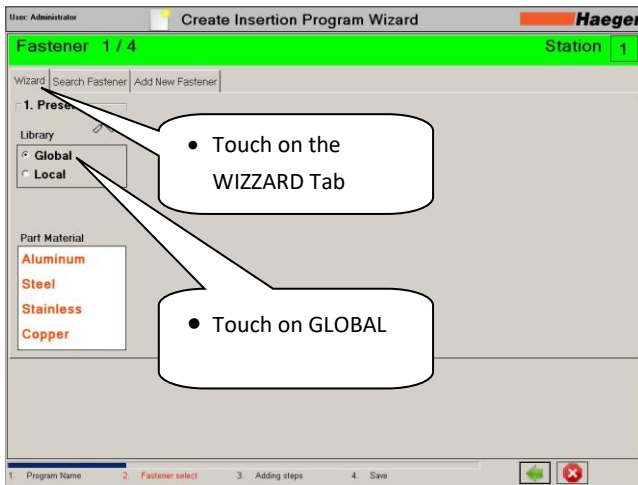 User: Administrator
Create Insertion Program Wizard
Haeger
Fastener 1 / 4
Station 1
Wizard
Search Fastener
Add New Fastener
1.
Library
Global
Local
• Touch on the
WIZZARD Tab
Part Material
Aluminum
Steel
Stainless
Copper
• Touch on GLOBAL
1. Program Name
2. Fastener select
3. Adding steps
4. Save